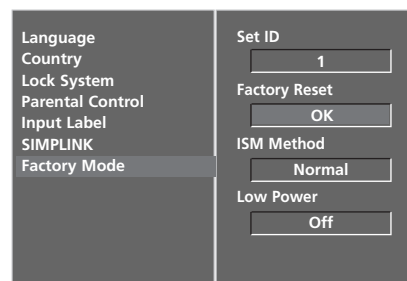 Language
Country
Lock System
Parental Control
Input Label
SIMPLINK
Factory Mode
Set ID
1
Factory Reset
OK
ISM Method
Normal
Low Power
Off